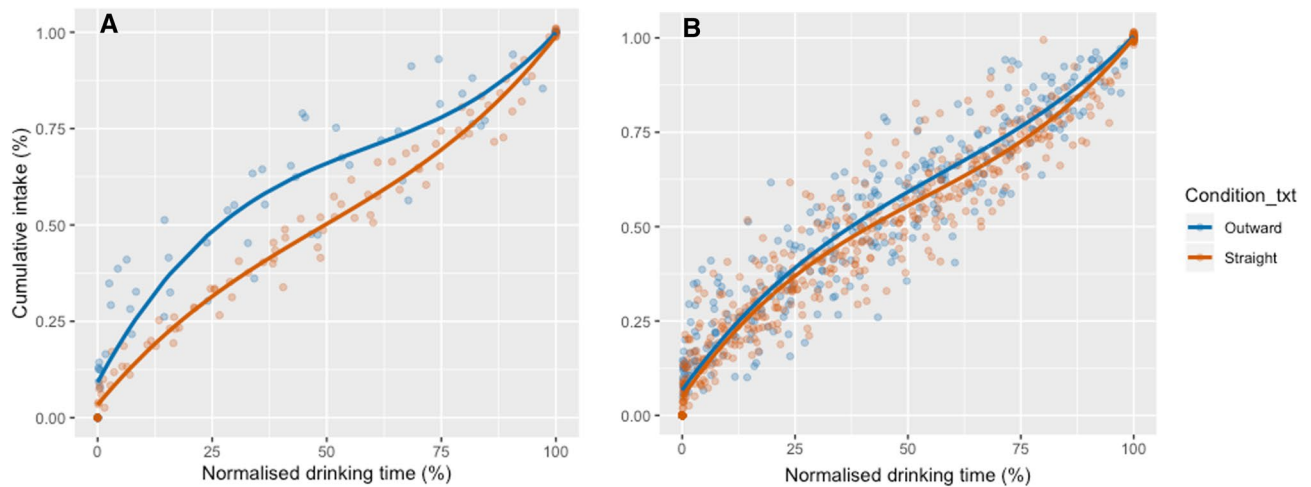 A
Cumulative intake (%)
1.00
0.75
0.50
0.25
0.00
0 25 50 75 100
Normalised drinking time (%)
B
1.00
0.75
0.50
0.25
0.00
0 25 50 75 100
Normalised drinking time (%)
Condition_txt
Outward
Straight